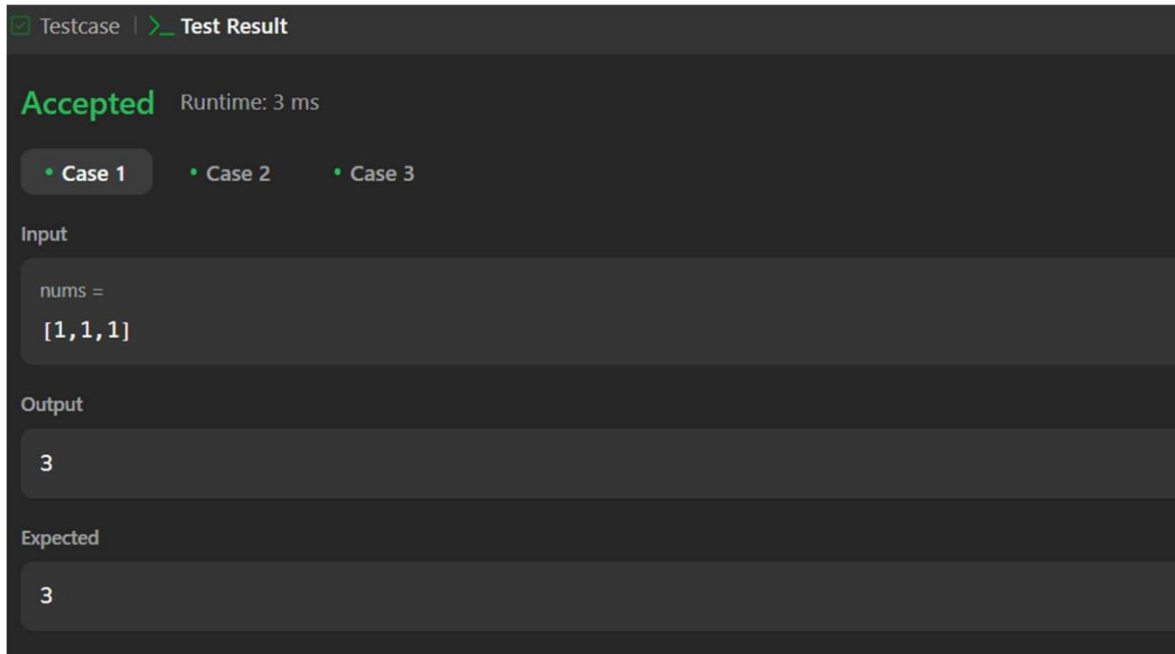 Testcase | >_ Test Result
Accepted Runtime: 3 ms
• Case 1 • Case 2 • Case 3
Input
nums =
[1,1,1]
Output
3
Expected
3